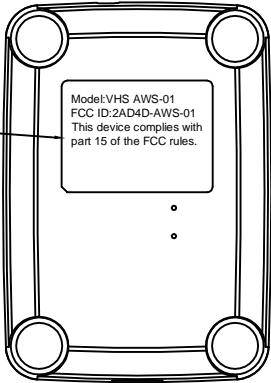 Model:VHS AWS-01
FCC ID:2AD4D-AWS-01
This device complies with
part 15 of the FCC rules.